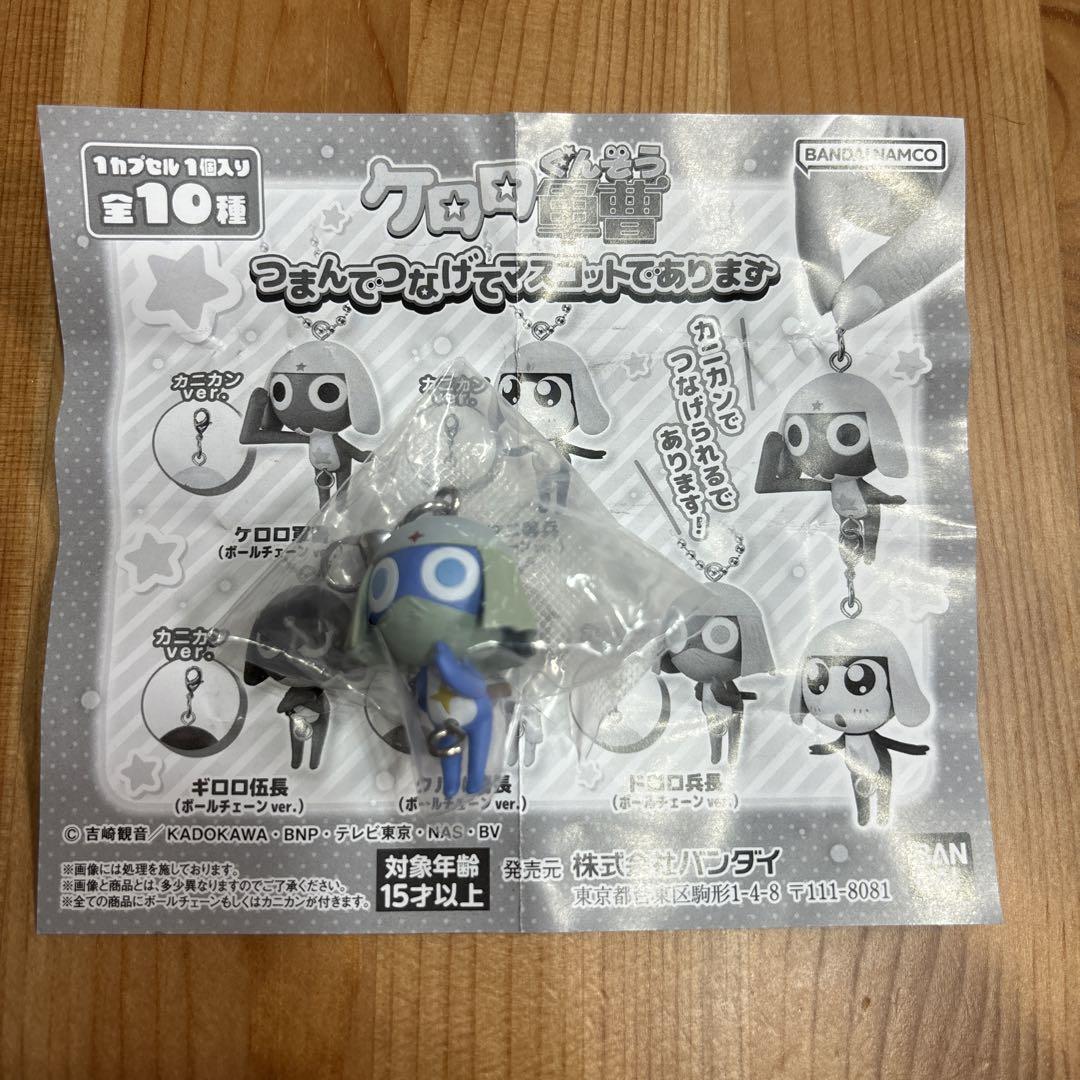 1カプセル1個入り
全10種
BANDAI NAMCO
ケロロ軍曹
ぐんそう
つまんでつなげてマスコットであります
カニカンで
つなげられるで
あります!
カニカン
ver.
カニカン
ver.
ケロロ軍
(ボールチェーン
カニカン
ver.
ギロロ伍長
(ボールチェーンver.)
長
(ボールチェーンver.)
ドロロ兵長
(ボールチェーンver.)
© 吉崎観音/KADOKAWA・BNP・テレビ東京・NAS・BV
※画像には処理を施しております。
※画像と商品とは、多少異なりますのでご了承ください。
※全ての商品にボールチェーンもしくはカニカンが付きます。
対象年齢
15才以上
発売元 株式会社バンダイ
東京都台東区駒形1-4-8 〒111-8081